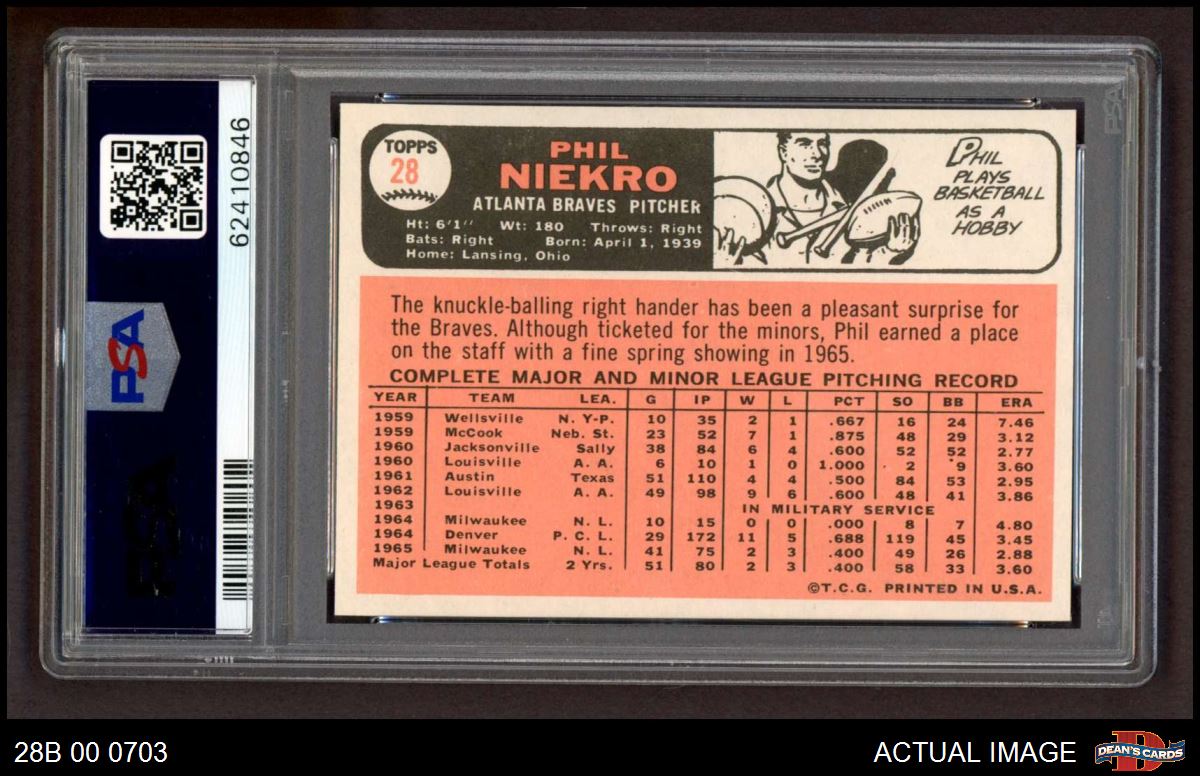 62410846
PSA
PSA
PSA
TOPPS
28
PHIL
NIEKRO
ATLANTA BRAVES PITCHER
Ht: 6'1" Wt: 180 Throws: Right
Bats: Right Born: April 1, 1939
Home: Lansing, Ohio
PHIL
PLAYS
BASKETBALL
AS A
HOBBY
The knuckle-balling right hander has been a pleasant surprise for
the Braves. Although ticketed for the minors, Phil earned a place
on the staff with a fine spring showing in 1965.
COMPLETE MAJOR AND MINOR LEAGUE PITCHING RECORD
YEAR TEAM LEA. G IP W L PCT SO BB ERA
1959 Wellsville N. Y-P. 10 35 2 1 .667 16 24 7.46
1959 McCook Neb. St. 23 52 7 1 .875 48 29 3.12
1960 Jacksonville Sally 38 84 6 4 .600 52 52 2.77
1960 Louisville A. A. 6 10 1 0 1.000 2 9 3.60
1961 Austin Texas 51 110 4 4 .500 84 53 2.95
1962 Louisville A. A. 49 98 9 6 .600 48 41 3.86
1963 IN MILITARY SERVICE
1964 Milwaukee N. L. 10 15 0 0 .000 8 7 4.80
1964 Denver P. C. L. 29 172 11 5 .688 119 45 3.45
1965 Milwaukee N. L. 41 75 2 3 .400 49 26 2.88
Major League Totals 2 Yrs. 51 80 2 3 .400 58 33 3.60
©T.C.G. PRINTED IN U.S.A.
28B 00 0703
ACTUAL IMAGE
DEAN'S CARDS